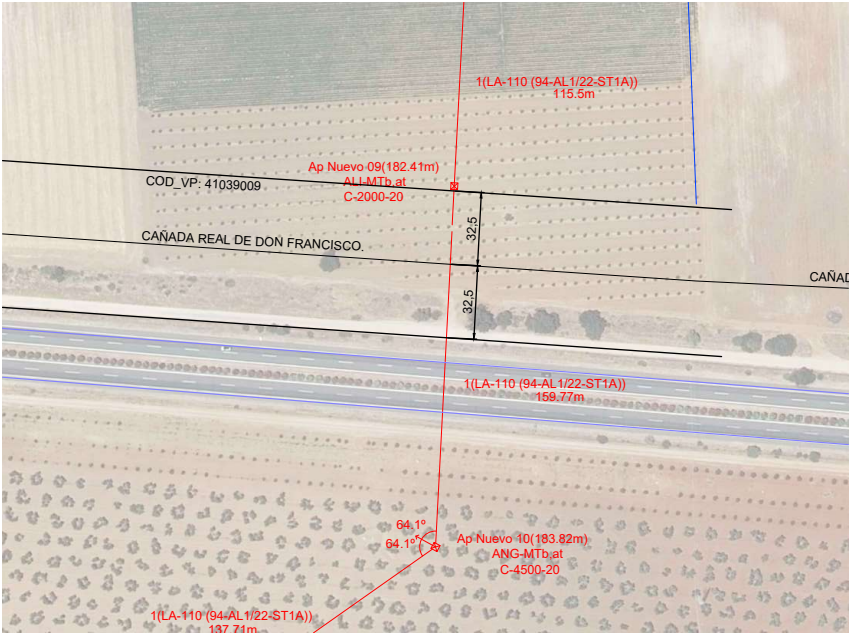 1(LA-110 (94-AL1/22-ST1A))
115.5m
Ap Nuevo 09(182.41m)
ALI-MTb.at
C-2000-20
COD_VP: 41039009
32,5
CAÑADA REAL DE DON FRANCISCO.
CAÑAD
32,5
1(LA-110 (94-AL1/22-ST1A))
159.77m
64.1º
64.1º
Ap Nuevo 10(183.82m)
ANG-MTb.at
C-4500-20
1(LA-110 (94-AL1/22-ST1A))
137.71m